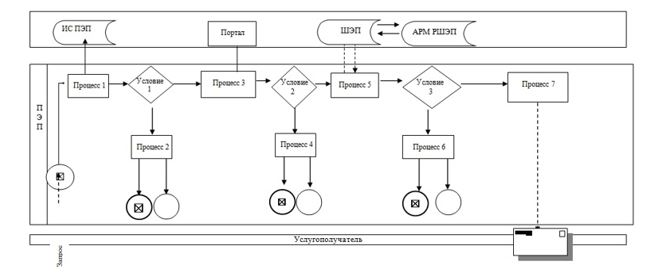 ИС ПЭП
Портал
ШЭП
АРМ РШЭП
ПЭП
Процесс 1
Условие
1
Процесс 3
Условие
2
Процесс 5
Условие
3
Процесс 7
Процесс 2
Процесс 4
Процесс 6
Услугополучатель
Запрос